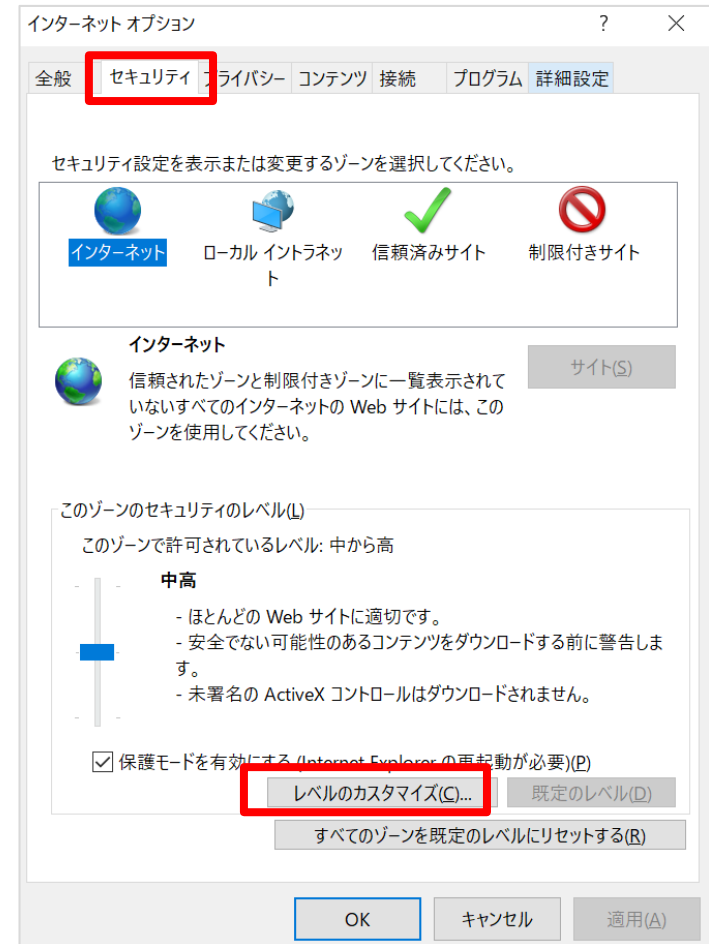 インターネット オプション ?
全般 セキュリティ プライバシー コンテンツ 接続 プログラム 詳細設定
セキュリティ設定を表示または変更するゾーンを選択してください。
インターネット ローカル イントラネッ 信頼済みサイト 制限付きサイト
ト
インターネット
サイト(S)
信頼されたゾーンと制限付きゾーンに一覧表示されて
いないすべてのインターネットの Web サイトには、この
ゾーンを使用してください。
このゾーンのセキュリティのレベル(L)
このゾーンで許可されているレベル: 中から高
中高
- ほとんどの Web サイトに適切です。
- 安全でない可能性のあるコンテンツをダウンロードする前に警告しま
す。
- 未署名の ActiveX コントロールはダウンロードされません。
保護モードを有効にする (Internet Explorer の再起動が必要)(P)
レベルのカスタマイズ(C)... 既定のレベル(D)
すべてのゾーンを既定のレベルにリセットする(R)
OK キャンセル 適用(A)